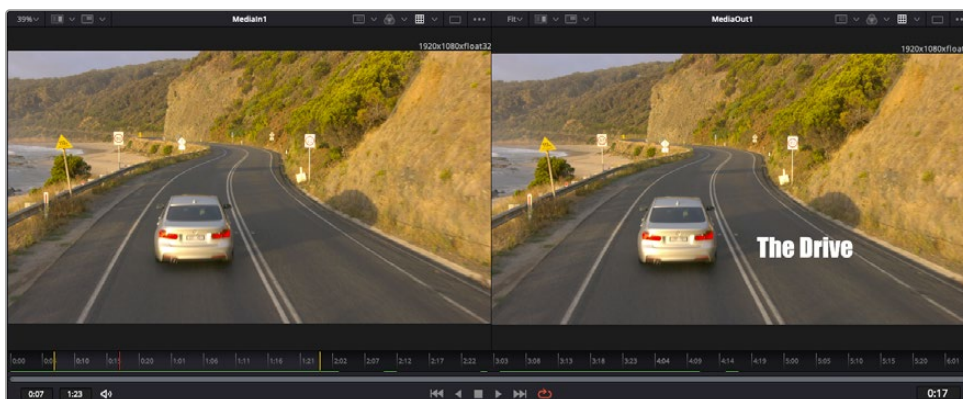 39% MediaIn1
Fit MediaOut1
1920x1080xfloat32
1920x1080xfloat
The Drive
0:00 0:10 0:15 0:20 1:01 1:06 1:11 1:16 1:21 2:02 2:07 2:12 2:17 2:22 3:03 3:08 3:13 3:18 3:23 4:04 4:09 4:14 4:19 5:00 5:05 5:10 5:15 5:20 6:01
0:07 1:23 0:17